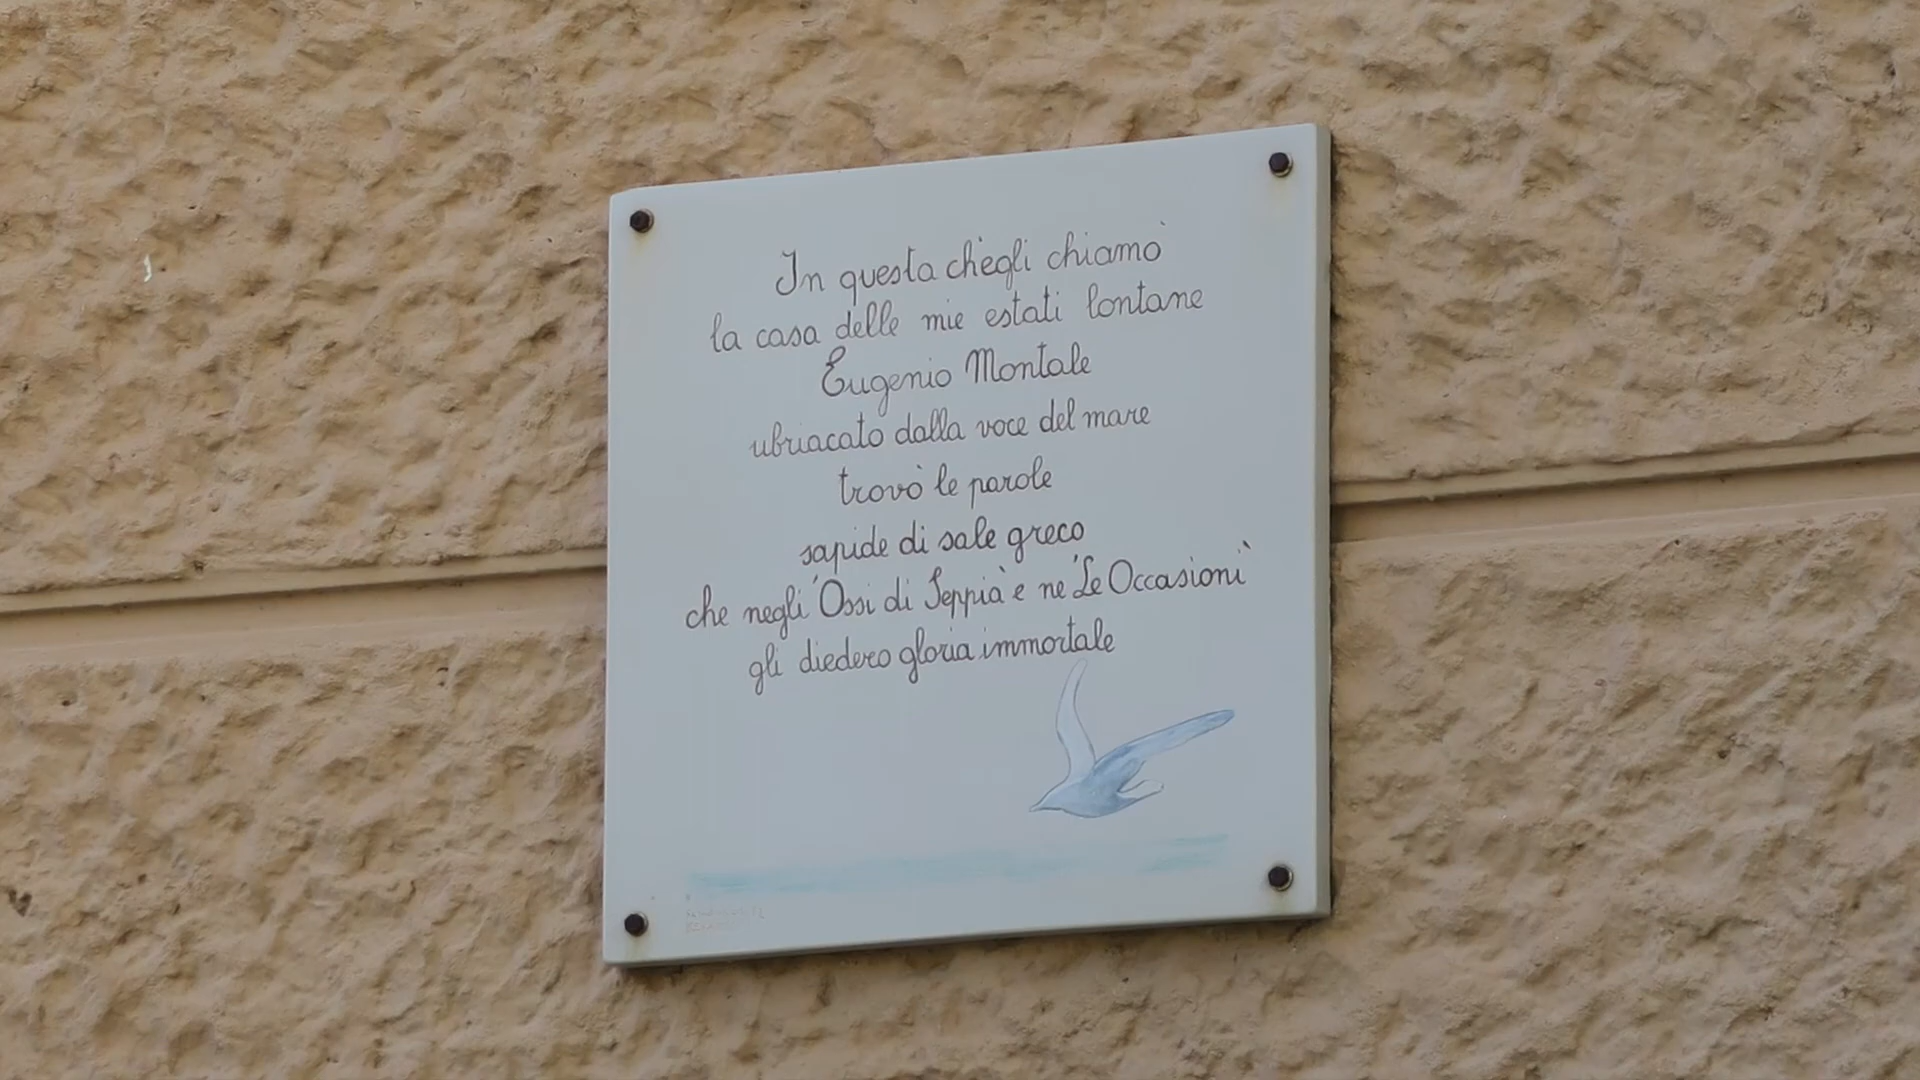 In questa ch'egli chiamò
la casa delle mie estati lontane
Eugenio Montale
ubriacato dalla voce del mare
trovò le parole
sapide di sale greco
che negli "Ossi di Seppia" e ne "Le Occasioni"
gli diedero gloria immortale